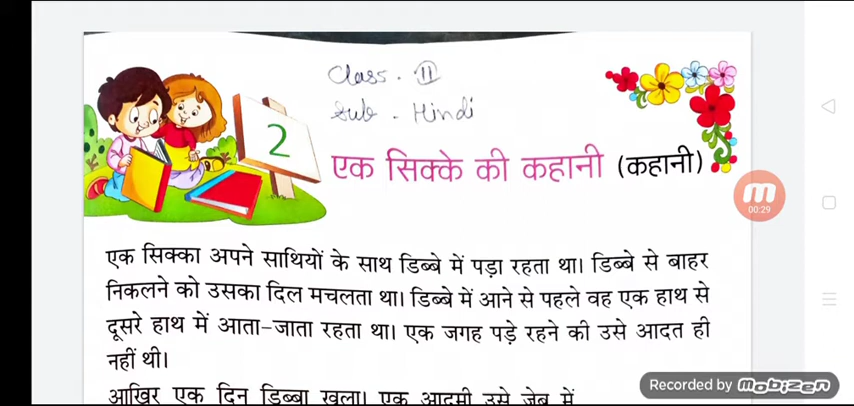 Class . II
Sub . Hindi
2
एक सिक्के की कहानी (कहानी)
00:29
एक सिक्का अपने साथियों के साथ डिब्बे में पड़ा रहता था। डिब्बे से बाहर
निकलने को उसका दिल मचलता था। डिब्बे में आने से पहले वह एक हाथ से
दूसरे हाथ में आता-जाता रहता था। एक जगह पड़े रहने की उसे आदत ही
नहीं थी।
आखिर एक दिन डिब्बा खुला। एक आदमी उसे जेब में
Recorded by Mobizen